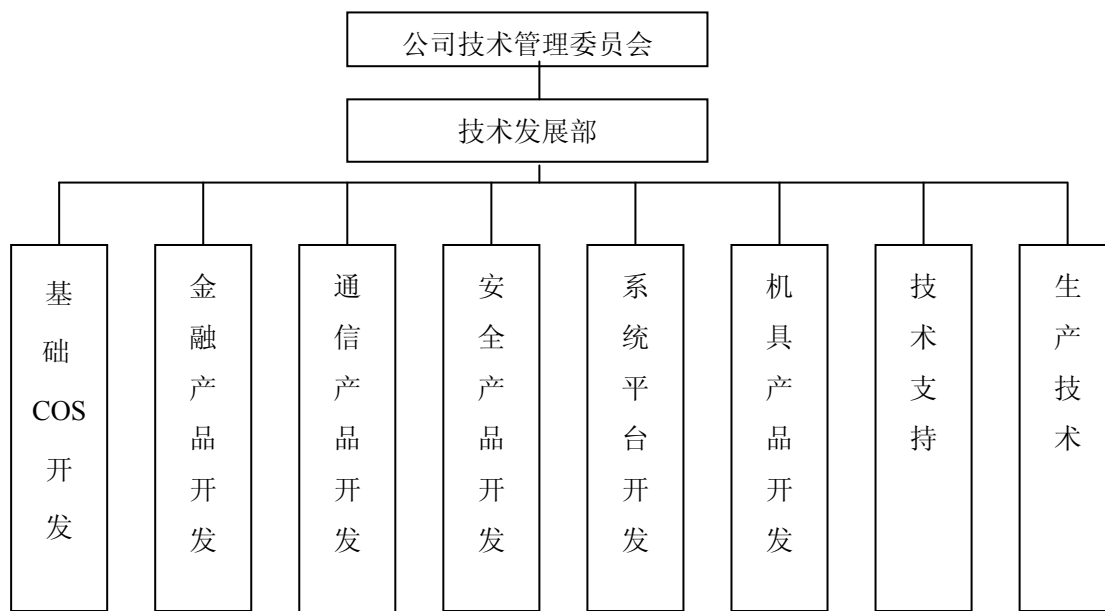 公司技术管理委员会
技术发展部
基础COS开发
金融产品开发
通信产品开发
安全产品开发
系统平台开发
机具产品开发
技术支持
生产技术